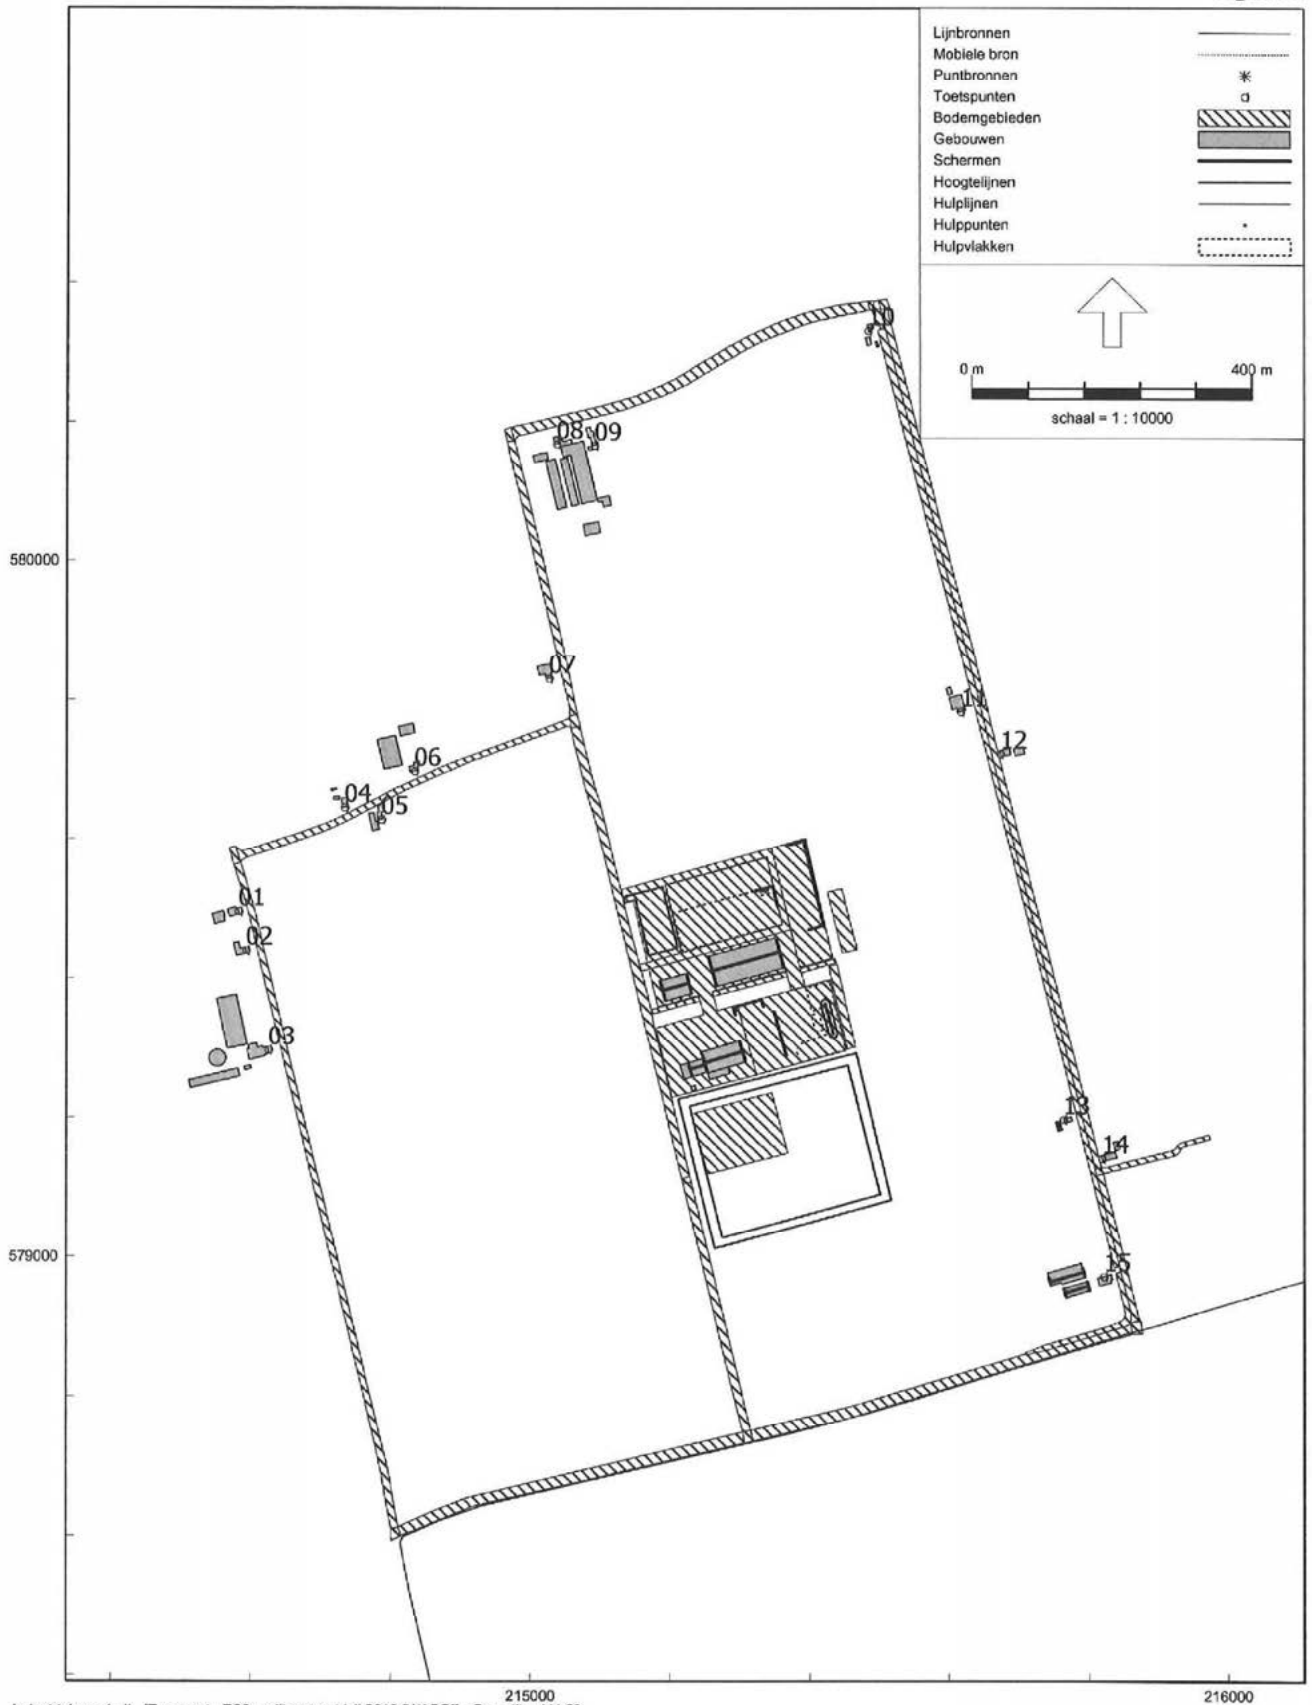 Lijnbronnen
Mobiele bron
Puntbronnen
Toetspunten
Bodemgebieden
Gebouwen
Schermen
Hoogtelijnen
Hulplijnen
Hulppunten
Hulpvlakken
0 m 400 m
schaal = 1 : 10000
10
08 09
580000
07
11
12
06
04
05
01
02
03
13
14
579000
15
215000 216000